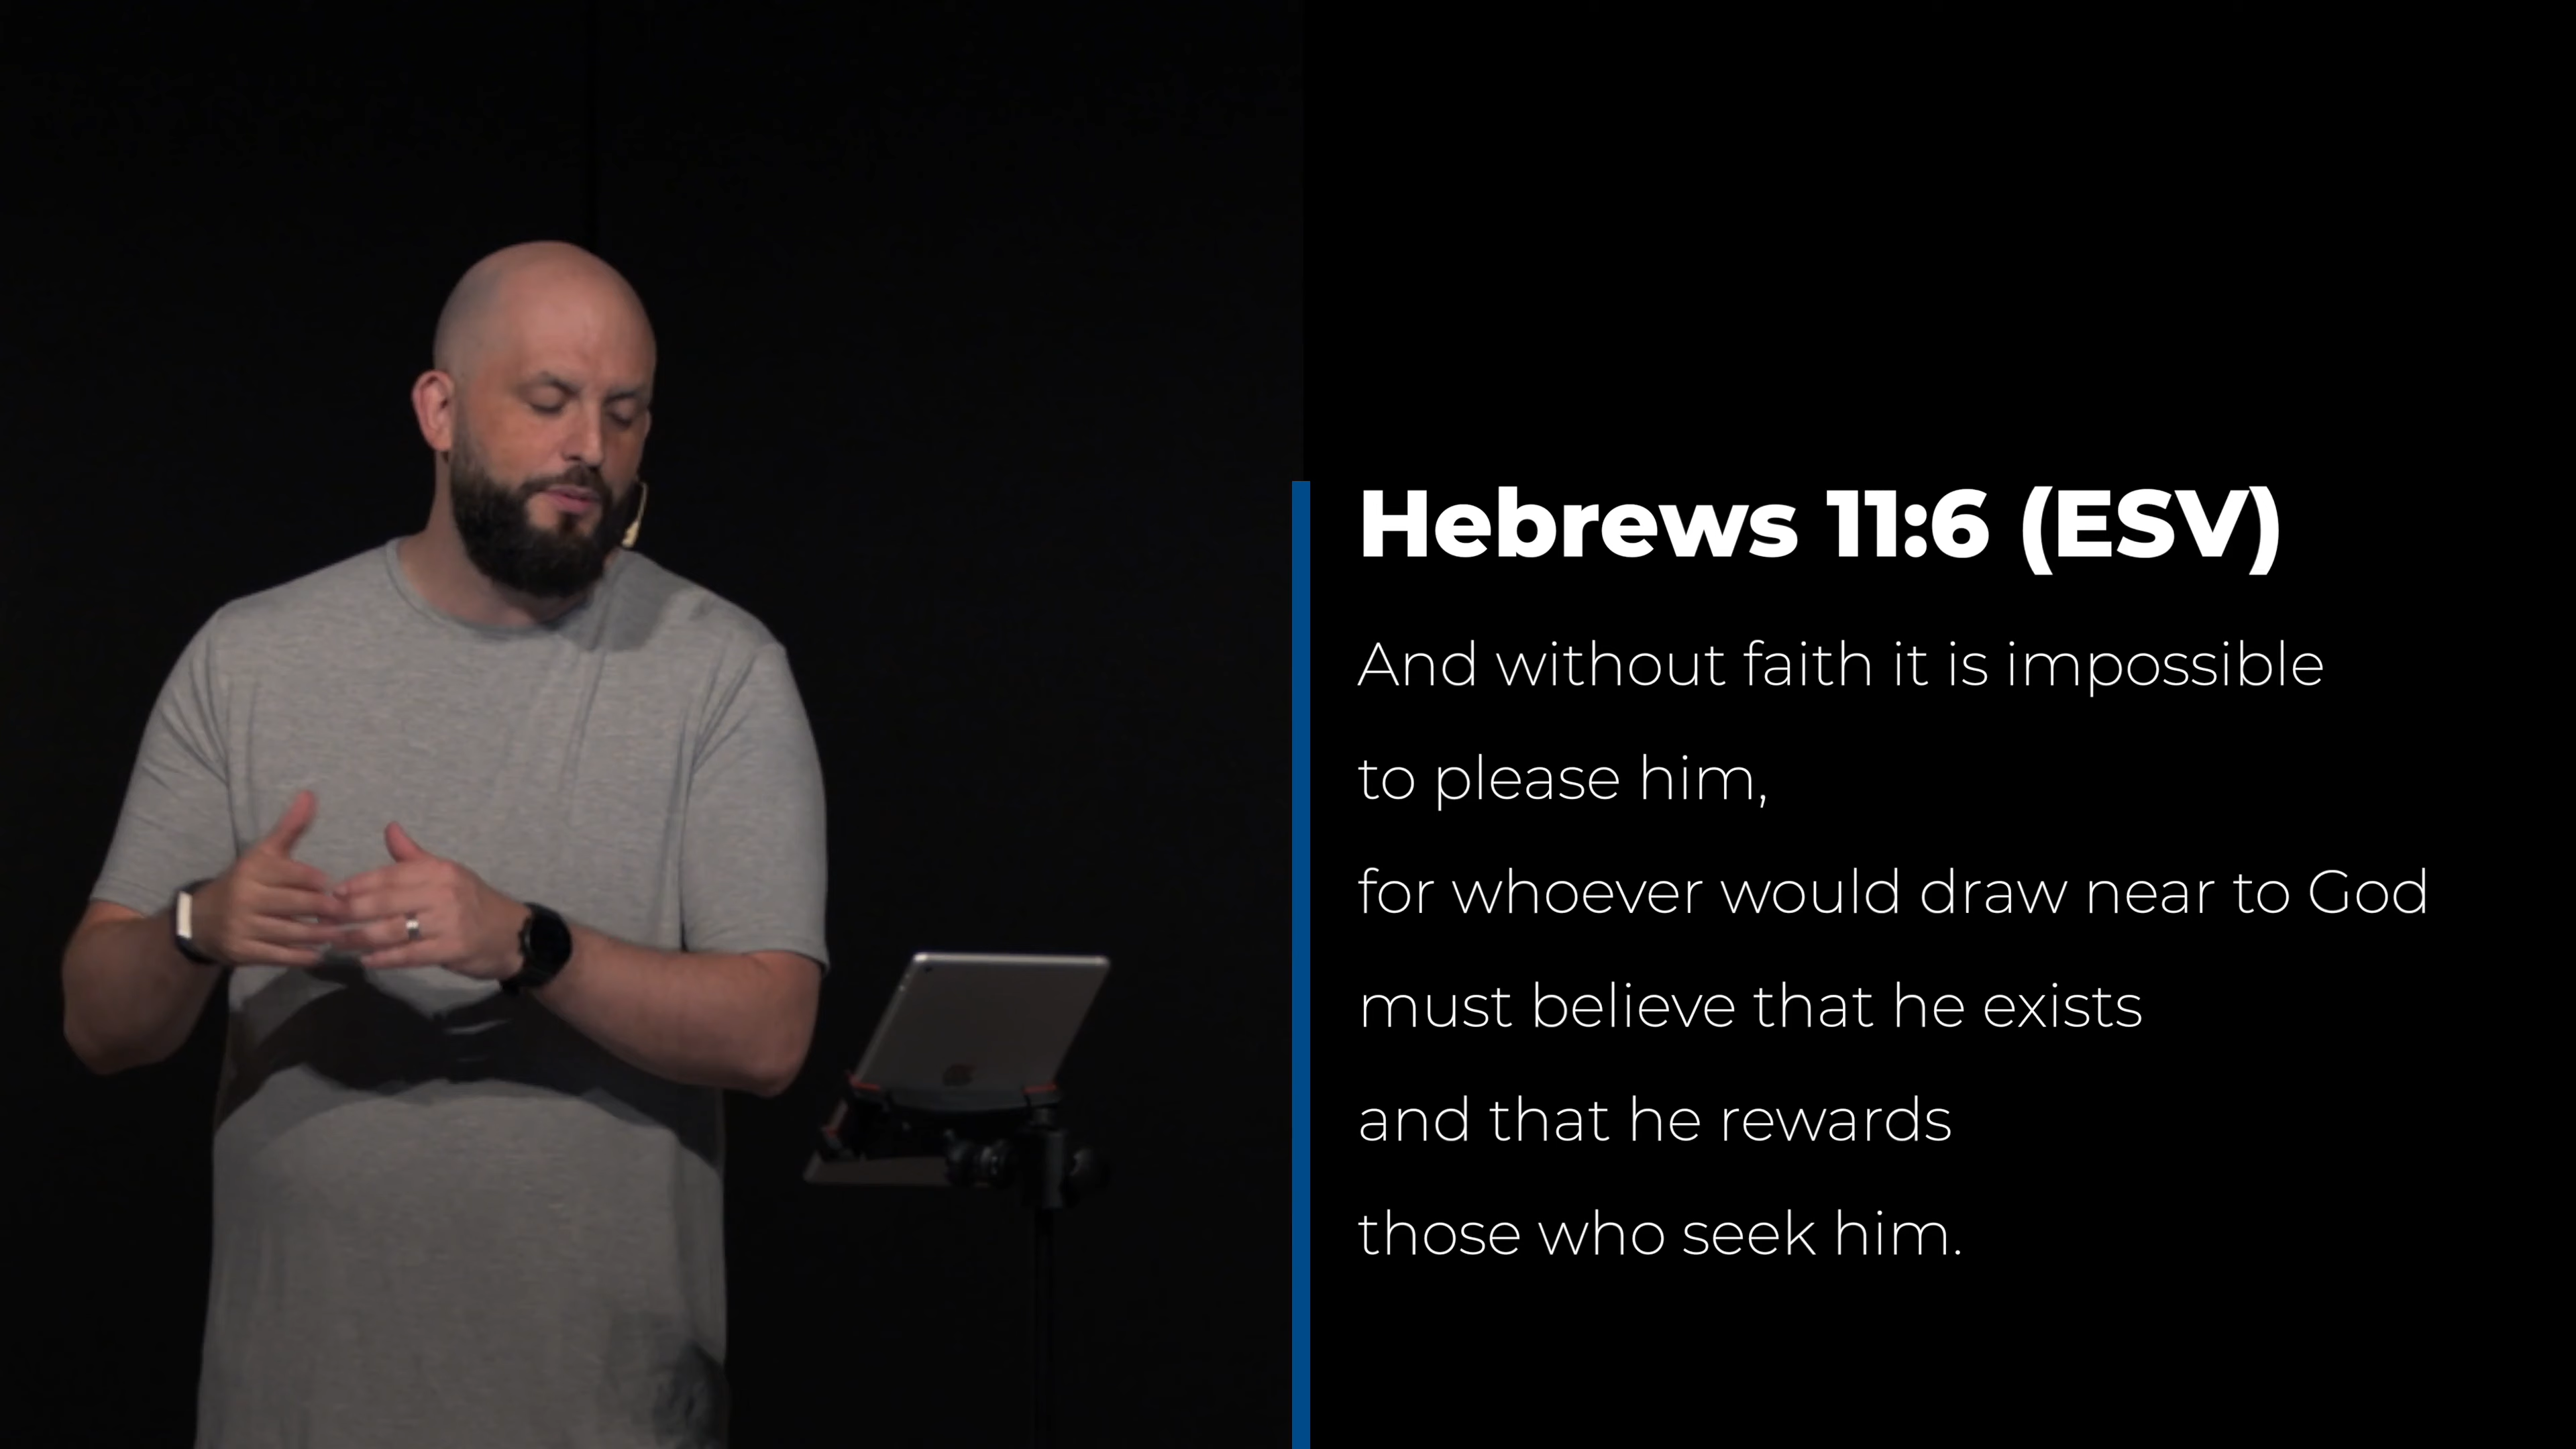 Hebrews 11:6 (ESV)
And without faith it is impossible
to please him,
for whoever would draw near to God
must believe that he exists
and that he rewards
those who seek him.